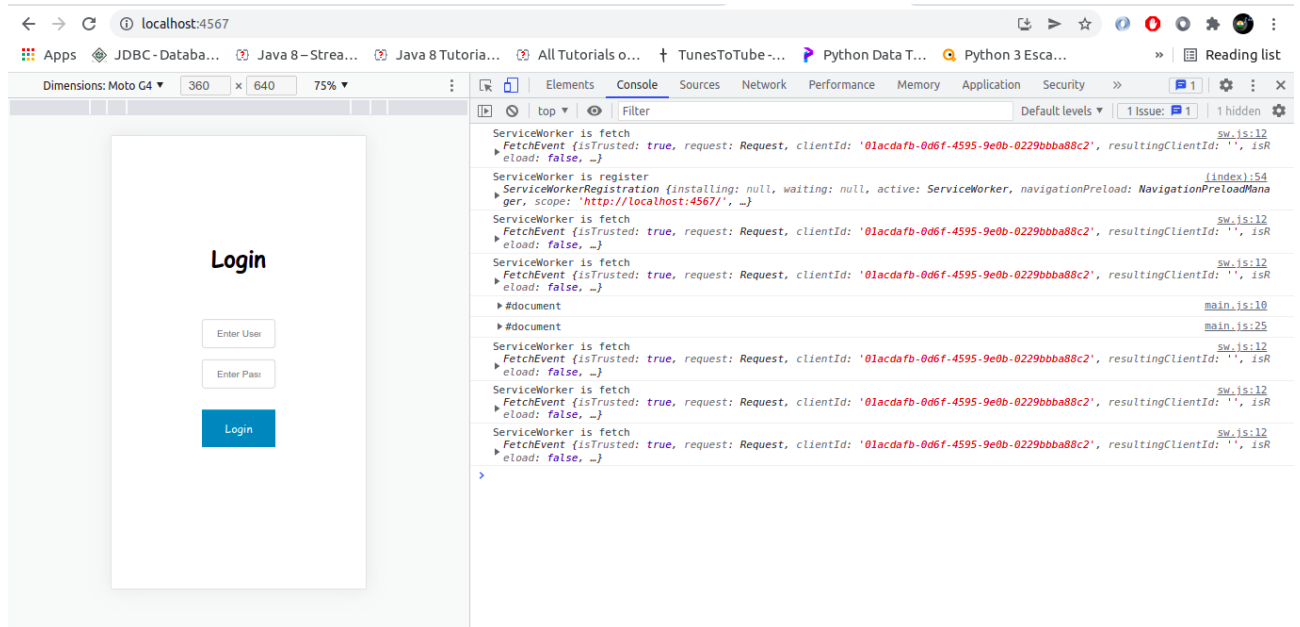 localhost:4567
Apps JDBC - Databa... Java 8 – Strea... Java 8 Tutoria... All Tutorials o... TunesToTube -... Python Data T... Python 3 Esca... » Reading list
Dimensions: Moto G4 ▼ 360 × 640 75% ▼
Elements Console Sources Network Performance Memory Application Security » 1
top ▼ Filter Default levels ▼ 1 Issue: 1 1 hidden
Login
Enter User
Enter Pass
Login
ServiceWorker is fetch sw.js:12
FetchEvent {isTrusted: true, request: Request, clientId: '01acdafb-0d6f-4595-9e0b-0229bbba88c2', resultingClientId: '', isR
eload: false, …}
ServiceWorker is register (index):54
ServiceWorkerRegistration {installing: null, waiting: null, active: ServiceWorker, navigationPreload: NavigationPreloadMana
ger, scope: 'http://localhost:4567/', …}
ServiceWorker is fetch sw.js:12
FetchEvent {isTrusted: true, request: Request, clientId: '01acdafb-0d6f-4595-9e0b-0229bbba88c2', resultingClientId: '', isR
eload: false, …}
ServiceWorker is fetch sw.js:12
FetchEvent {isTrusted: true, request: Request, clientId: '01acdafb-0d6f-4595-9e0b-0229bbba88c2', resultingClientId: '', isR
eload: false, …}
#document main.js:10
#document main.js:25
ServiceWorker is fetch sw.js:12
FetchEvent {isTrusted: true, request: Request, clientId: '01acdafb-0d6f-4595-9e0b-0229bbba88c2', resultingClientId: '', isR
eload: false, …}
ServiceWorker is fetch sw.js:12
FetchEvent {isTrusted: true, request: Request, clientId: '01acdafb-0d6f-4595-9e0b-0229bbba88c2', resultingClientId: '', isR
eload: false, …}
ServiceWorker is fetch sw.js:12
FetchEvent {isTrusted: true, request: Request, clientId: '01acdafb-0d6f-4595-9e0b-0229bbba88c2', resultingClientId: '', isR
eload: false, …}